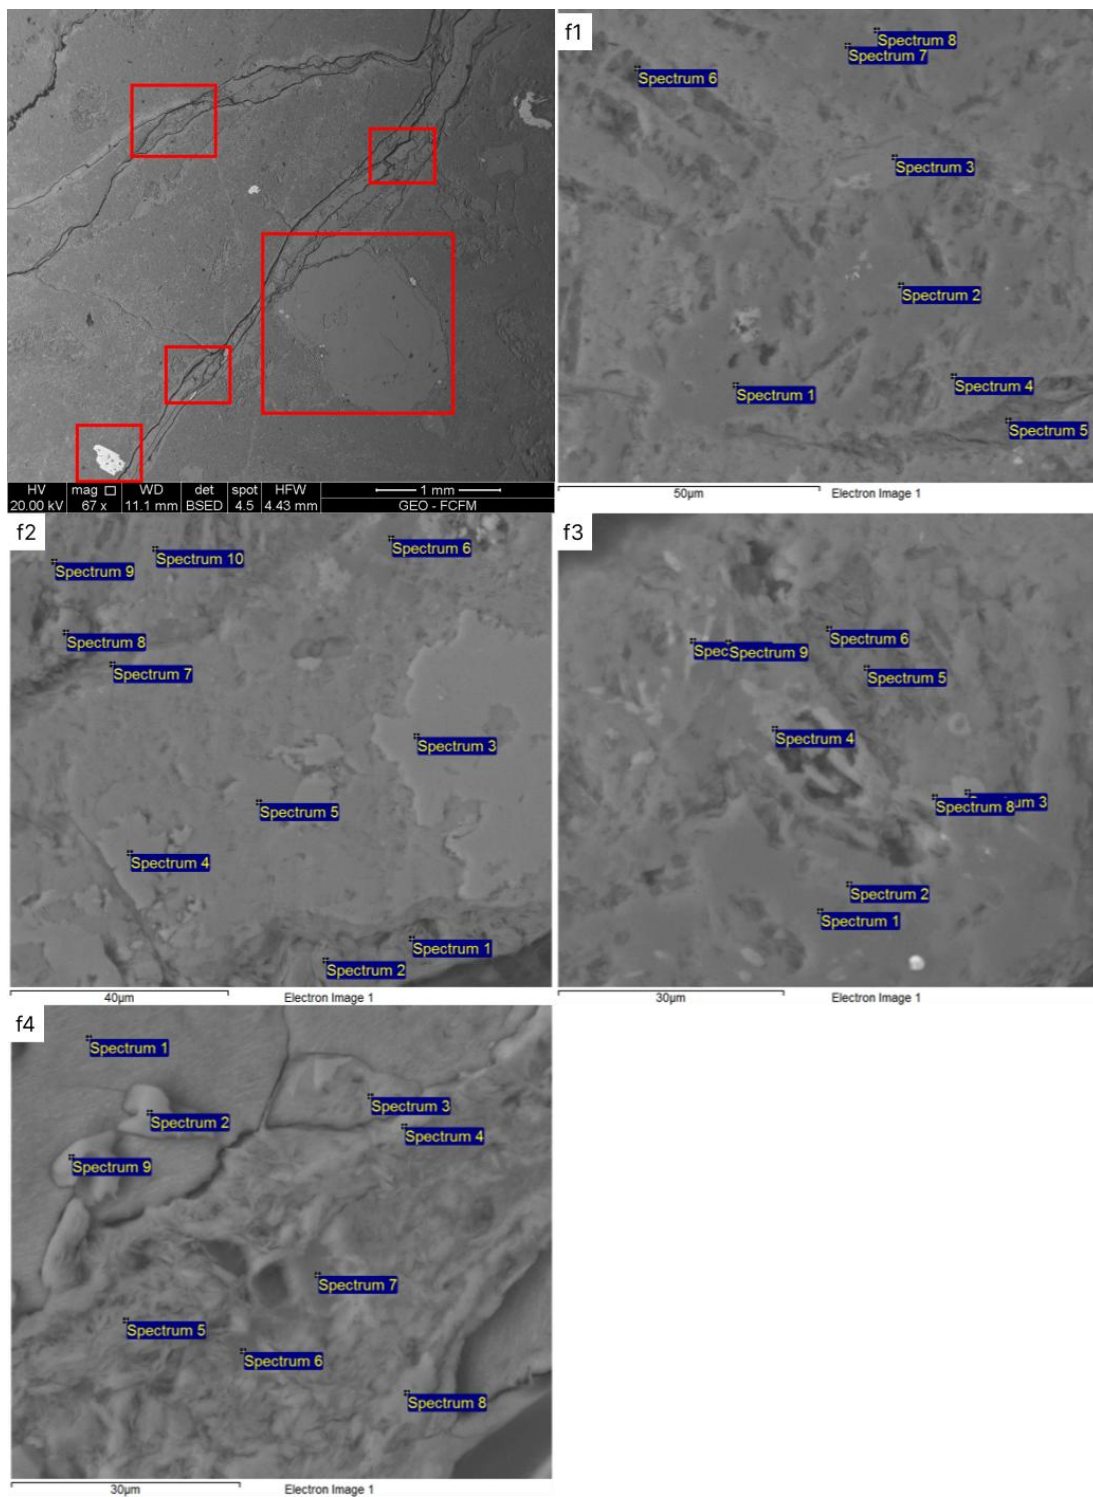 HV mag □ WD det spot HFW 1 mm
20.00 kV 67 x 11.1 mm BSED 4.5 4.43 mm GEO - FCFM
f1
Spectrum 8
Spectrum 7
Spectrum 6
Spectrum 3
Spectrum 2
Spectrum 4
Spectrum 1
Spectrum 5
50µm Electron Image 1
f2
Spectrum 6
Spectrum 10
Spectrum 9
Spectrum 8
Spectrum 7
Spectrum 3
Spectrum 5
Spectrum 4
Spectrum 1
Spectrum 2
40µm Electron Image 1
f3
Spectrum 6
Spectrum 9
Spectrum 5
Spectrum 4
Spectrum 8
Spectrum 2
Spectrum 1
30µm Electron Image 1
f4
Spectrum 1
Spectrum 3
Spectrum 2
Spectrum 4
Spectrum 9
Spectrum 7
Spectrum 5
Spectrum 6
Spectrum 8
30µm Electron Image 1